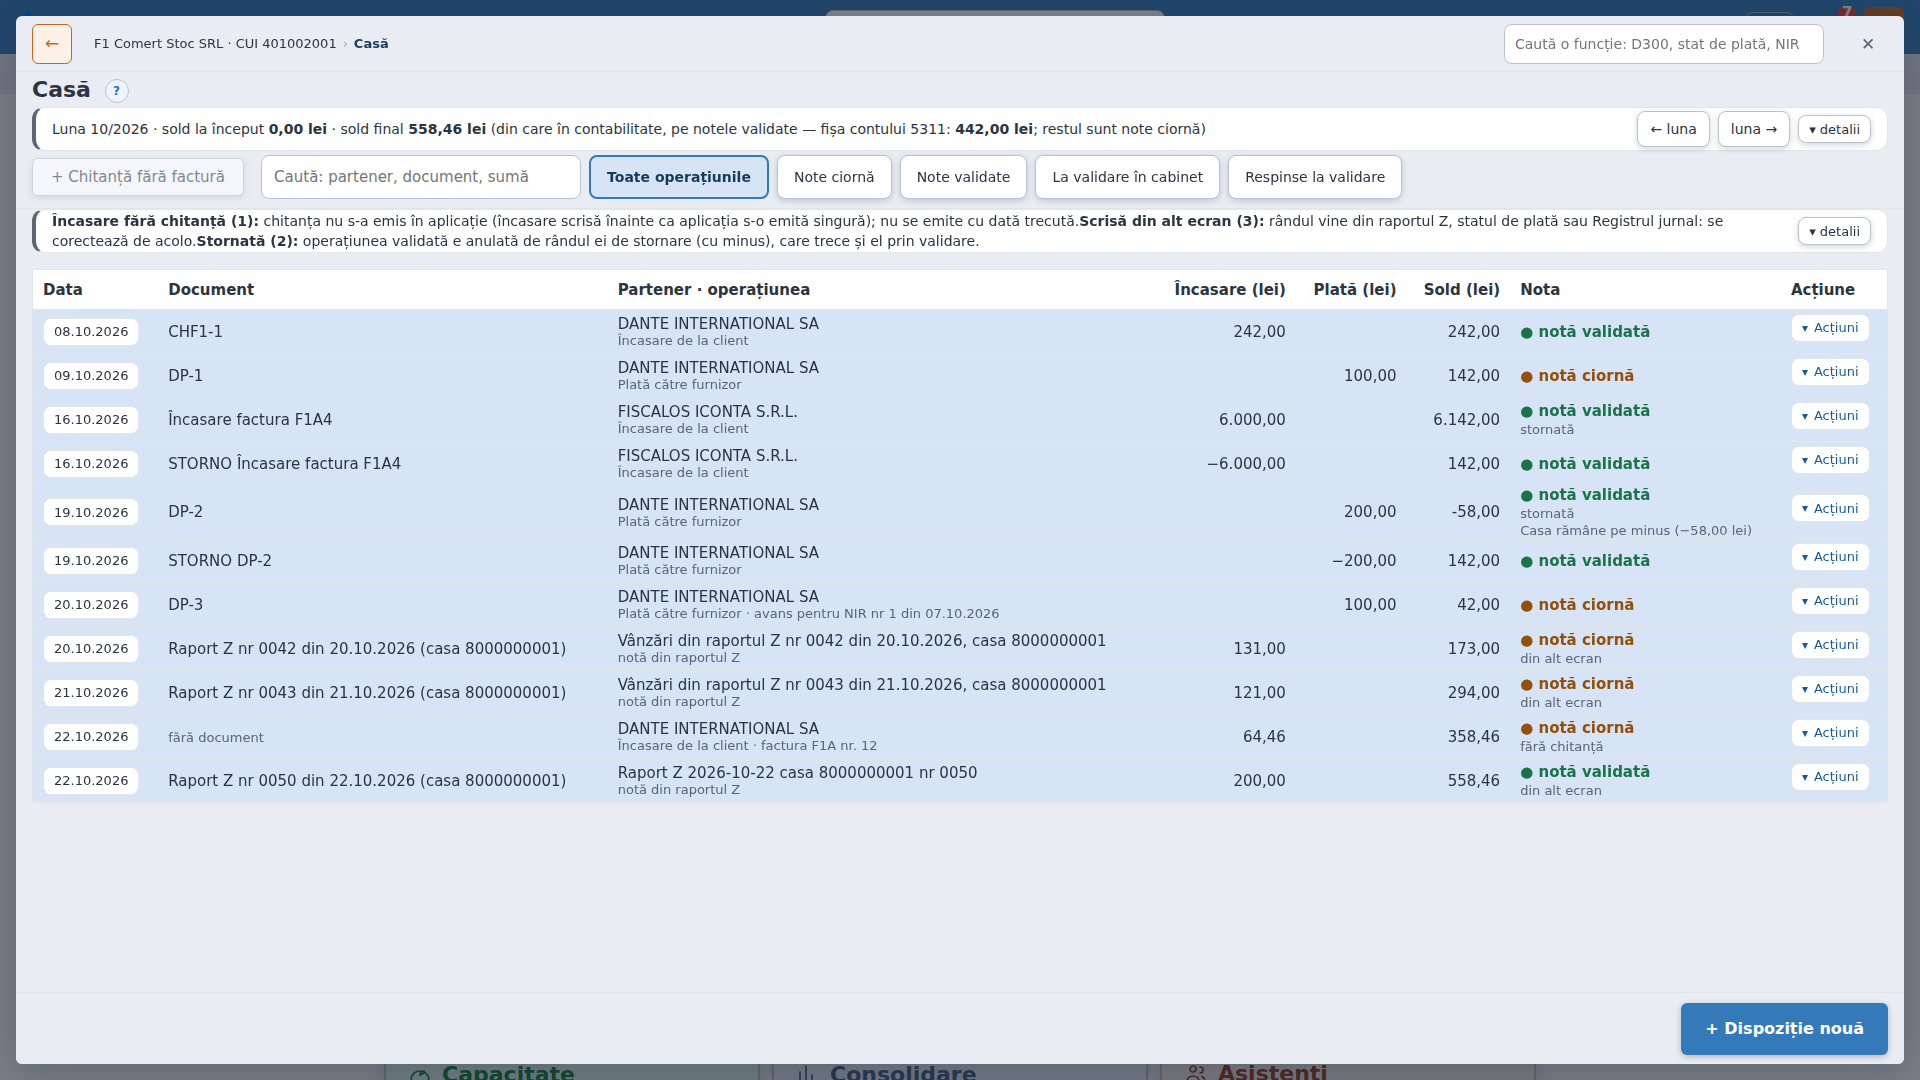 7
← F1 Comert Stoc SRL · CUI 401002001 › Casă Caută o funcție: D300, stat de plată, NIR ✕
Casă ?
Luna 10/2026 · sold la început 0,00 lei · sold final 558,46 lei (din care în contabilitate, pe notele validate — fișa contului 5311: 442,00 lei; restul sunt note ciornă) ← luna luna → ▾ detalii
+ Chitanță fără factură Caută: partener, document, sumă Toate operațiunile Note ciornă Note validate La validare în cabinet Respinse la validare
Încasare fără chitanță (1): chitanța nu s-a emis în aplicație (încasare scrisă înainte ca aplicația s-o emită singură); nu se emite cu dată trecută.Scrisă din alt ecran (3): rândul vine din raportul Z, statul de plată sau Registrul jurnal: se
corectează de acolo.Stornată (2): operațiunea validată e anulată de rândul ei de stornare (cu minus), care trece și el prin validare.
▾ detalii
Data Document Partener · operațiunea Încasare (lei) Plată (lei) Sold (lei) Nota Acțiune
08.10.2026 CHF1-1 DANTE INTERNATIONAL SA 242,00 242,00 ● notă validată ▾ Acțiuni
Încasare de la client
09.10.2026 DP-1 DANTE INTERNATIONAL SA 100,00 142,00 ● notă ciornă ▾ Acțiuni
Plată către furnizor
16.10.2026 Încasare factura F1A4 FISCALOS ICONTA S.R.L. 6.000,00 6.142,00 ● notă validată ▾ Acțiuni
Încasare de la client stornată
16.10.2026 STORNO Încasare factura F1A4 FISCALOS ICONTA S.R.L. −6.000,00 142,00 ● notă validată ▾ Acțiuni
Încasare de la client
19.10.2026 DP-2 DANTE INTERNATIONAL SA 200,00 -58,00 ● notă validată ▾ Acțiuni
Plată către furnizor stornată
Casa rămâne pe minus (−58,00 lei)
19.10.2026 STORNO DP-2 DANTE INTERNATIONAL SA −200,00 142,00 ● notă validată ▾ Acțiuni
Plată către furnizor
20.10.2026 DP-3 DANTE INTERNATIONAL SA 100,00 42,00 ● notă ciornă ▾ Acțiuni
Plată către furnizor · avans pentru NIR nr 1 din 07.10.2026
20.10.2026 Raport Z nr 0042 din 20.10.2026 (casa 8000000001) Vânzări din raportul Z nr 0042 din 20.10.2026, casa 8000000001 131,00 173,00 ● notă ciornă ▾ Acțiuni
notă din raportul Z din alt ecran
21.10.2026 Raport Z nr 0043 din 21.10.2026 (casa 8000000001) Vânzări din raportul Z nr 0043 din 21.10.2026, casa 8000000001 121,00 294,00 ● notă ciornă ▾ Acțiuni
notă din raportul Z din alt ecran
22.10.2026 fără document DANTE INTERNATIONAL SA 64,46 358,46 ● notă ciornă ▾ Acțiuni
Încasare de la client · factura F1A nr. 12 fără chitanță
22.10.2026 Raport Z nr 0050 din 22.10.2026 (casa 8000000001) Raport Z 2026-10-22 casa 8000000001 nr 0050 200,00 558,46 ● notă validată ▾ Acțiuni
notă din raportul Z din alt ecran
+ Dispoziție nouă
Capacitate Consolidare Asistenți